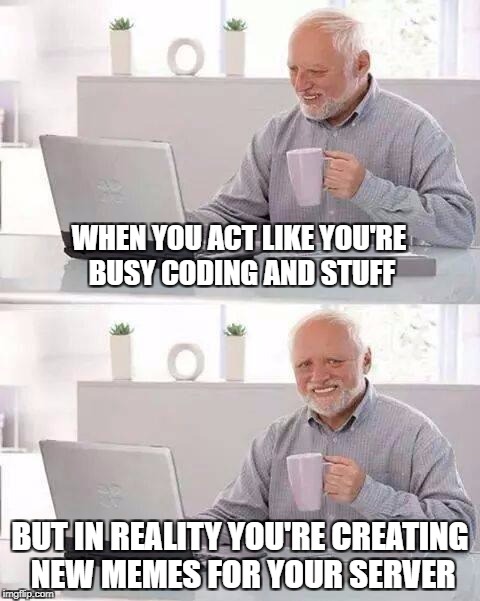 WHEN YOU ACT LIKE YOU'RE
BUSY CODING AND STUFF
BUT IN REALITY YOU'RE CREATING
NEW MEMES FOR YOUR SERVER
imgflip.com